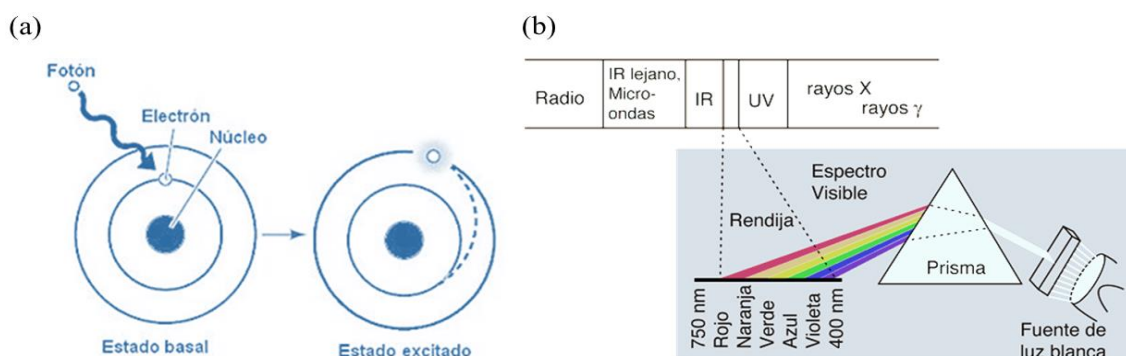 (a)
Fotón
Electrón
Núcleo
Estado basal
Estado excitado
(b)
Radio
IR lejano,
Micro-
ondas
IR
UV
rayos X
rayos γ
Espectro
Visible
Rendija
Prisma
750 nm
Rojo
Naranja
Verde
Azul
Violeta
400 nm
Fuente de
luz blanca